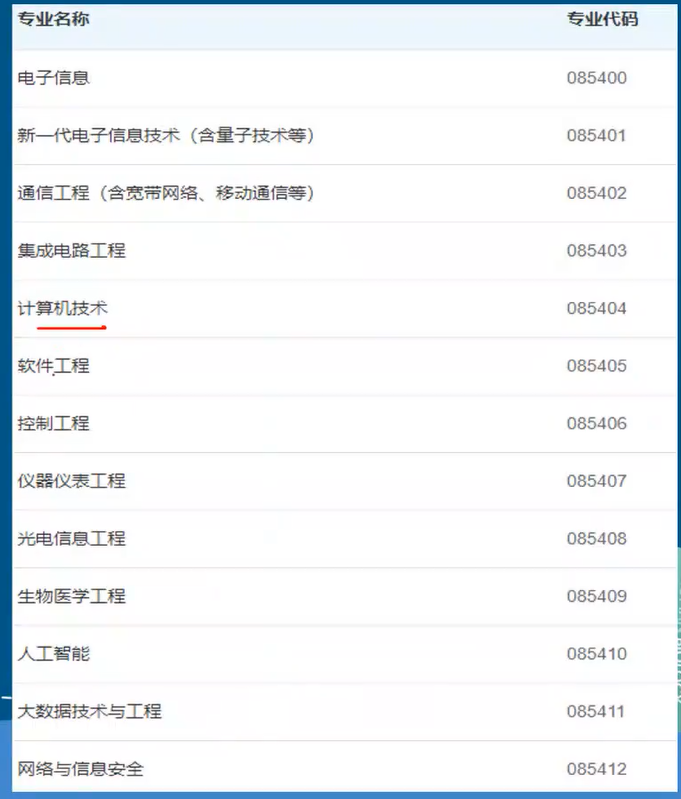 专业名称 专业代码
电子信息 085400
新一代电子信息技术（含量子技术等） 085401
通信工程（含宽带网络、移动通信等） 085402
集成电路工程 085403
计算机技术 085404
软件工程 085405
控制工程 085406
仪器仪表工程 085407
光电信息工程 085408
生物医学工程 085409
人工智能 085410
大数据技术与工程 085411
网络与信息安全 085412